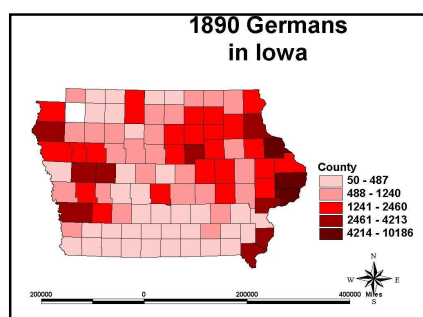 1890 Germans
in Iowa
County
50 - 487
488 - 1240
1241 - 2460
2461 - 4213
4214 - 10186
N
W E
S
200000 0 200000 400000 Miles